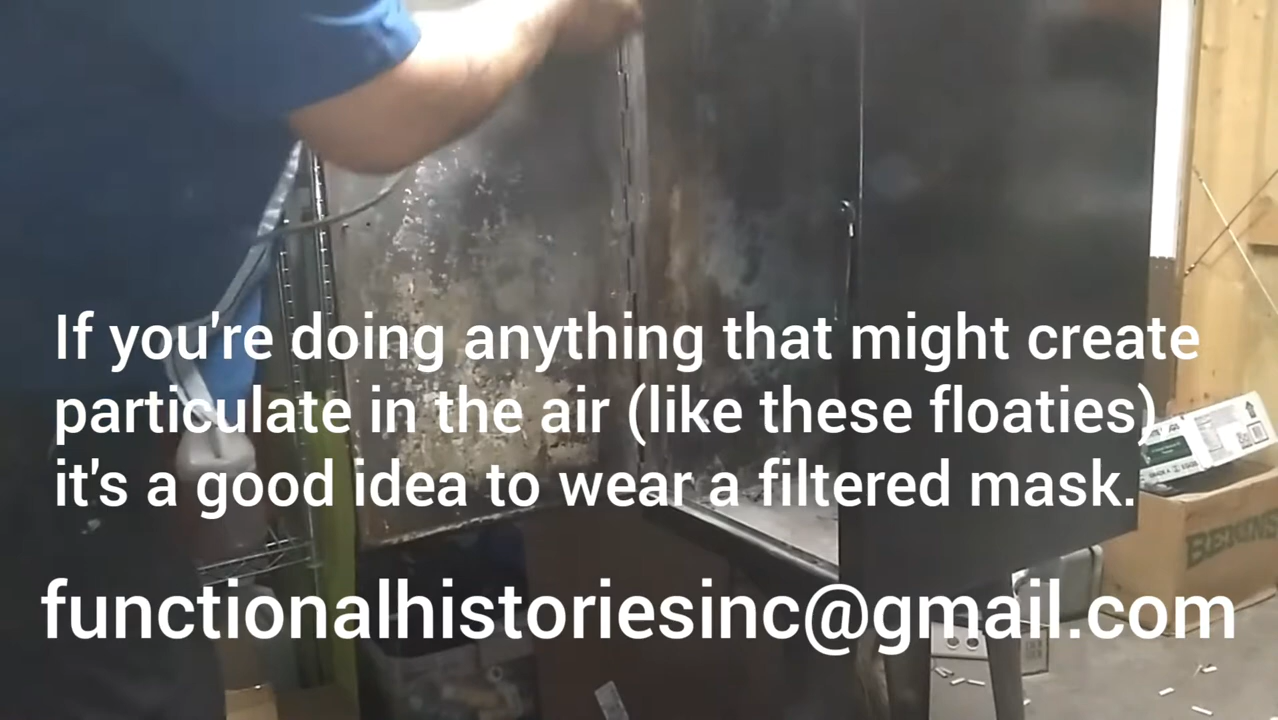 If you're doing anything that might create
particulate in the air (like these floaties)
it's a good idea to wear a filtered mask.
functionalhistoriesinc@gmail.com
BEKINS